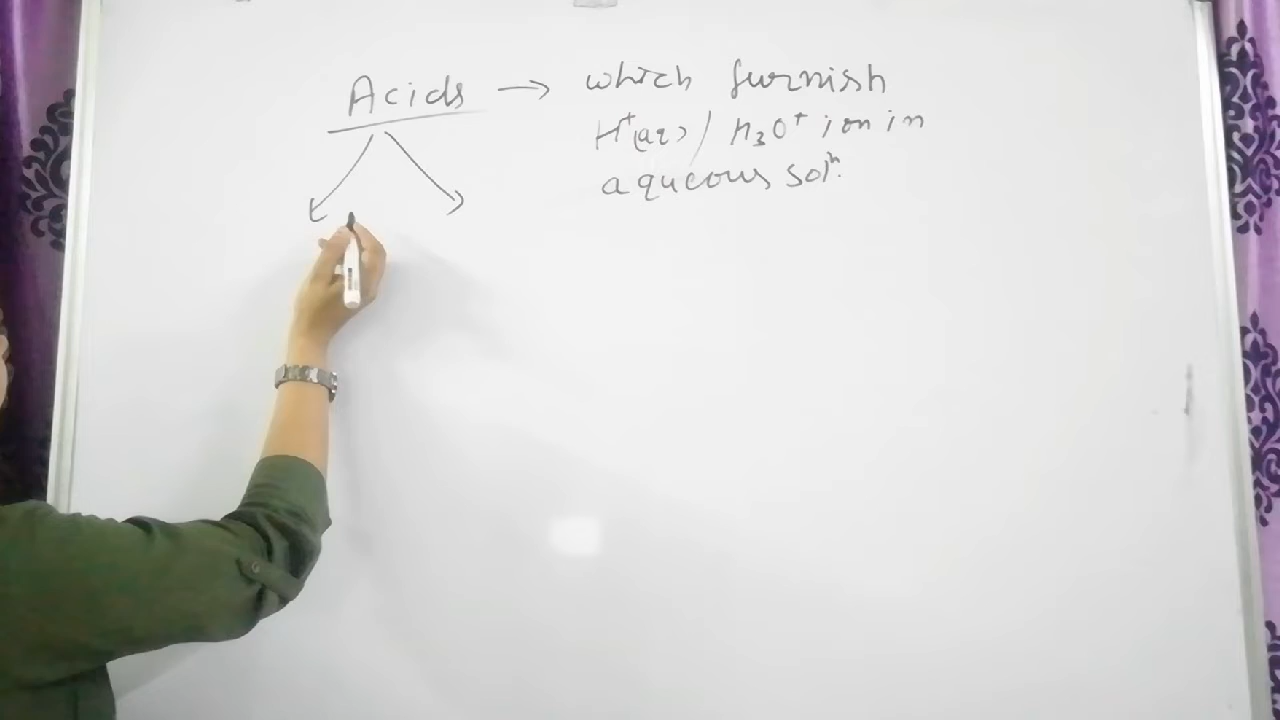 Acids → which furnish
H⁺(aq) / H₃O⁺ ion in
aqueous solⁿ.